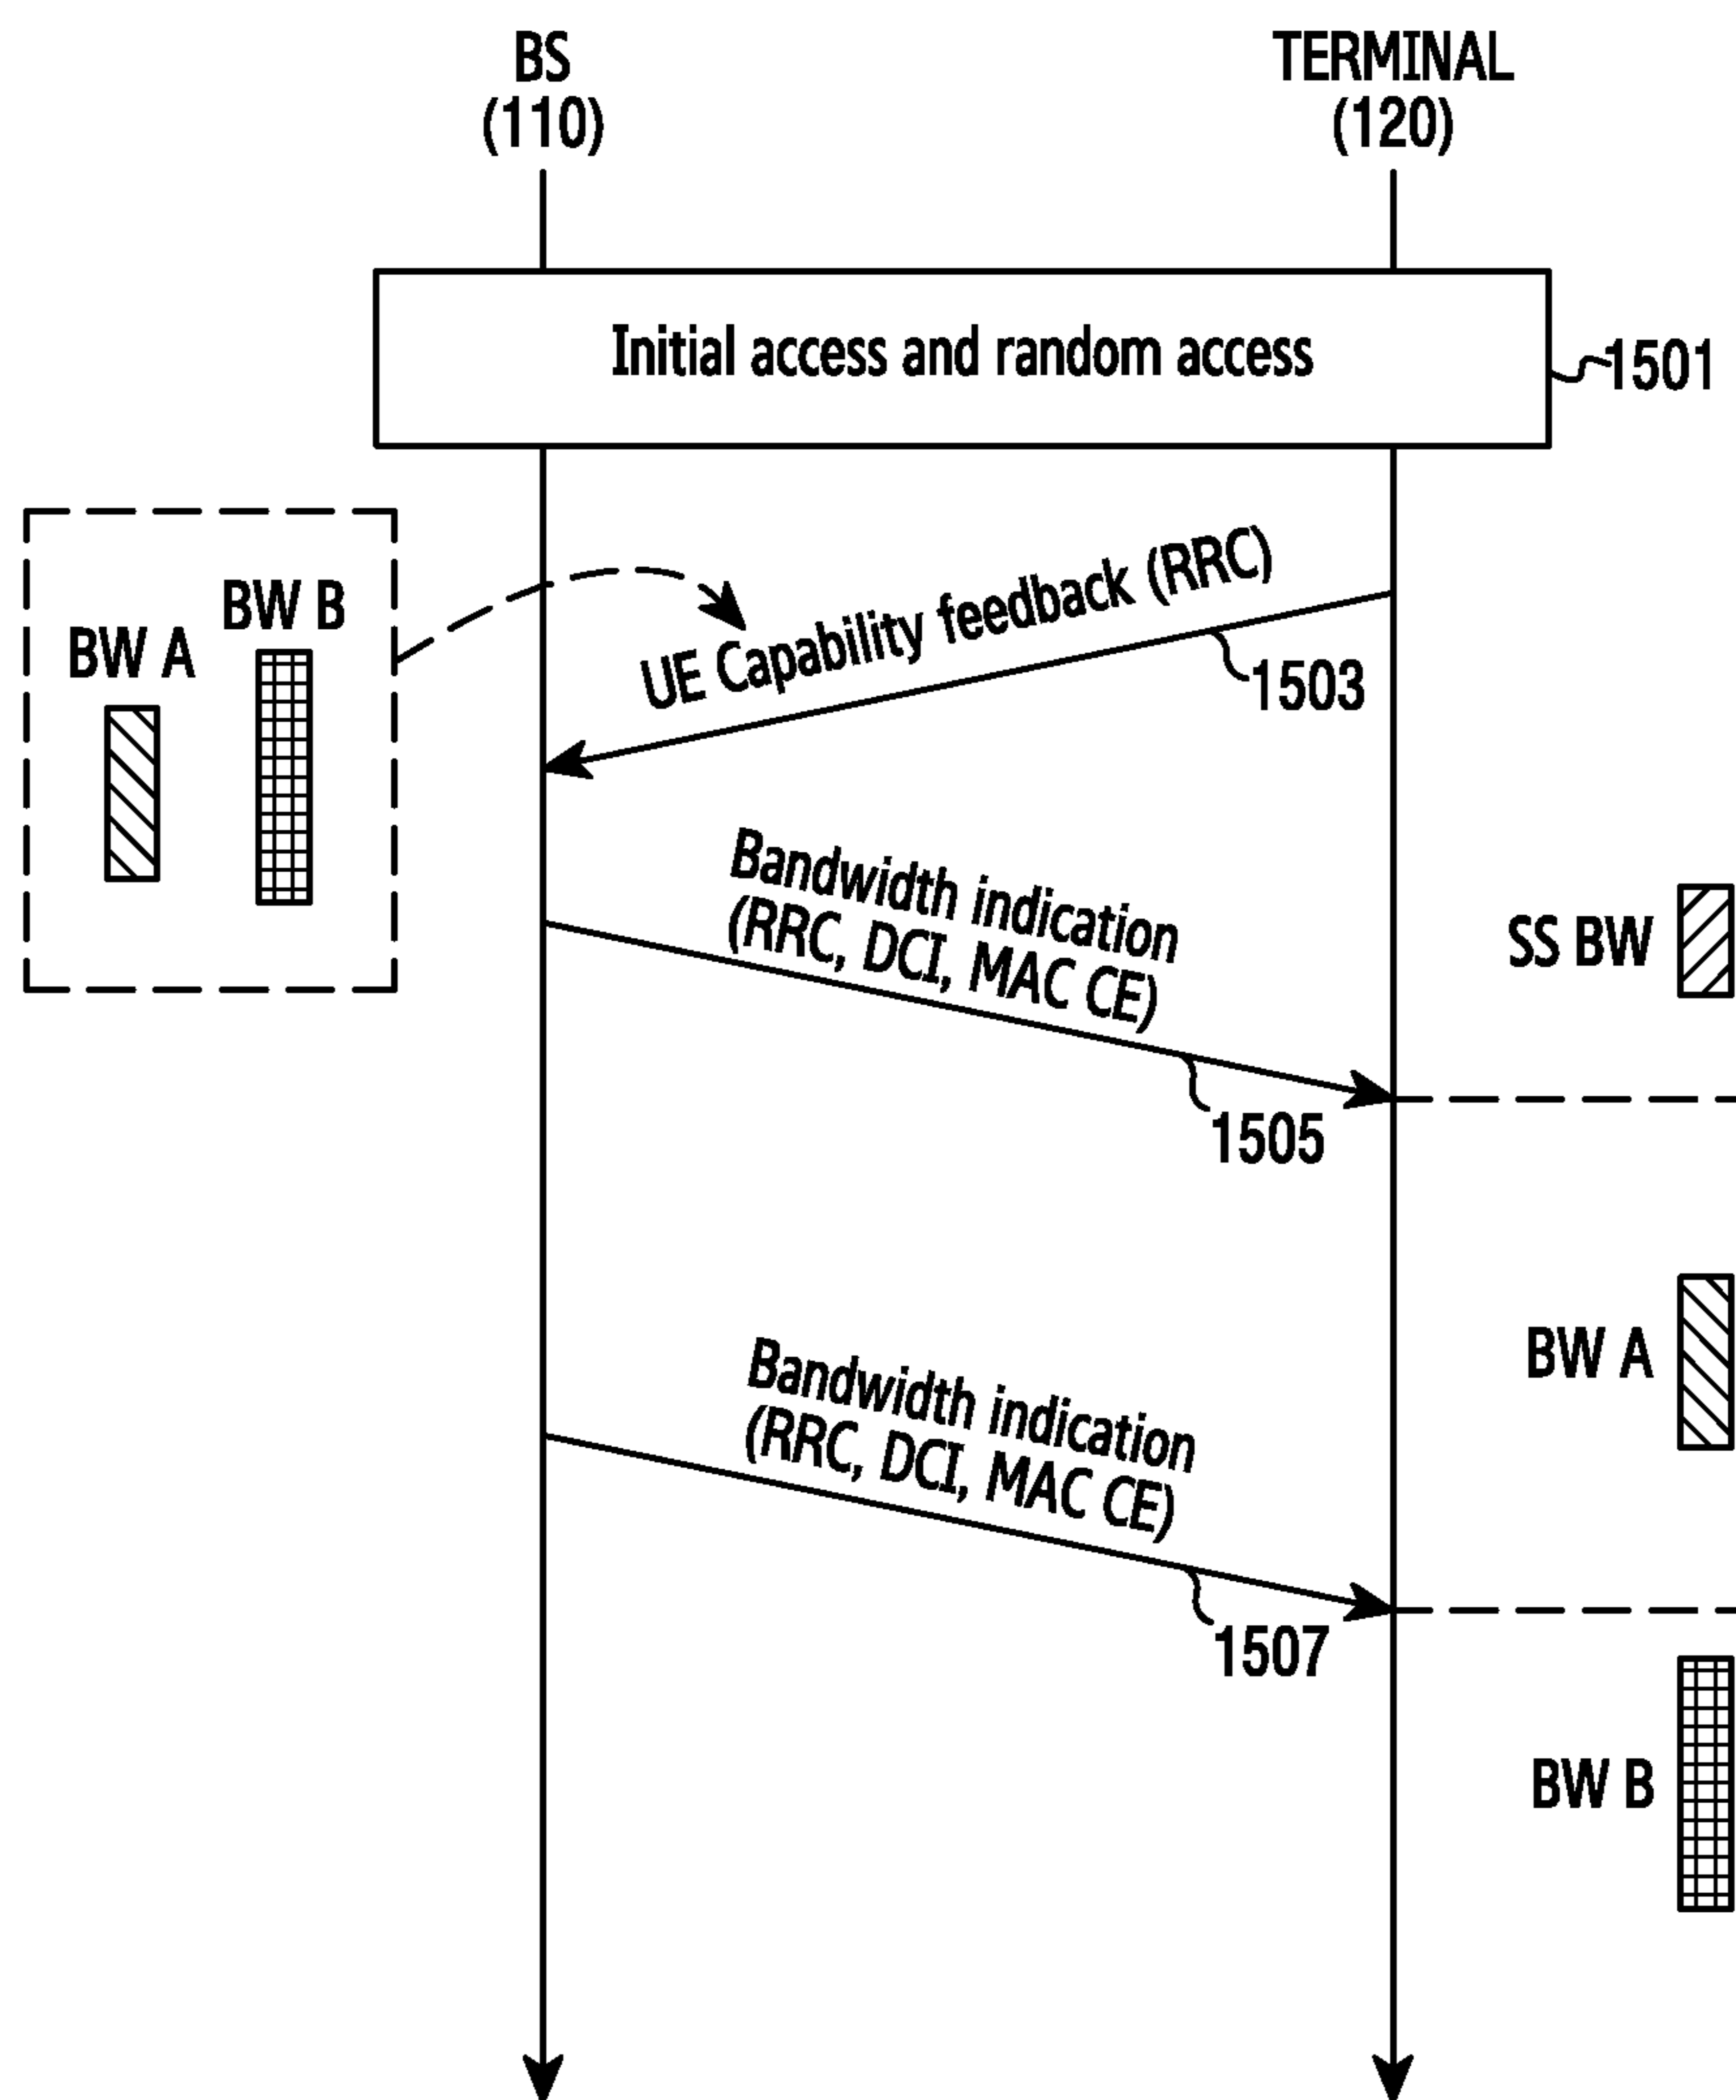 BS
(110)
TERMINAL
(120)
Initial access and random access
1501
BW A
BW B
UE Capability feedback (RRC)
1503
Bandwidth indication
(RRC, DCI, MAC CE)
1505
SS BW
BW A
Bandwidth indication
(RRC, DCI, MAC CE)
1507
BW B